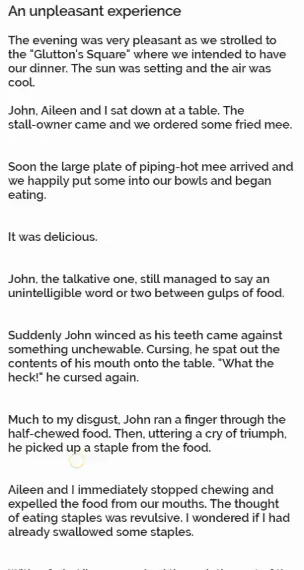 An unpleasant experience
The evening was very pleasant as we strolled to
the "Glutton's Square" where we intended to have
our dinner. The sun was setting and the air was
cool.
John, Aileen and I sat down at a table. The
stall-owner came and we ordered some fried mee.
Soon the large plate of piping-hot mee arrived and
we happily put some into our bowls and began
eating.
It was delicious.
John, the talkative one, still managed to say an
unintelligible word or two between gulps of food.
Suddenly John winced as his teeth came against
something unchewable. Cursing, he spat out the
contents of his mouth onto the table. "What the
heck!" he cursed again.
Much to my disgust, John ran a finger through the
half-chewed food. Then, uttering a cry of triumph,
he picked up a staple from the food.
Aileen and I immediately stopped chewing and
expelled the food from our mouths. The thought
of eating staples was revulsive. I wondered if I had
already swallowed some staples.